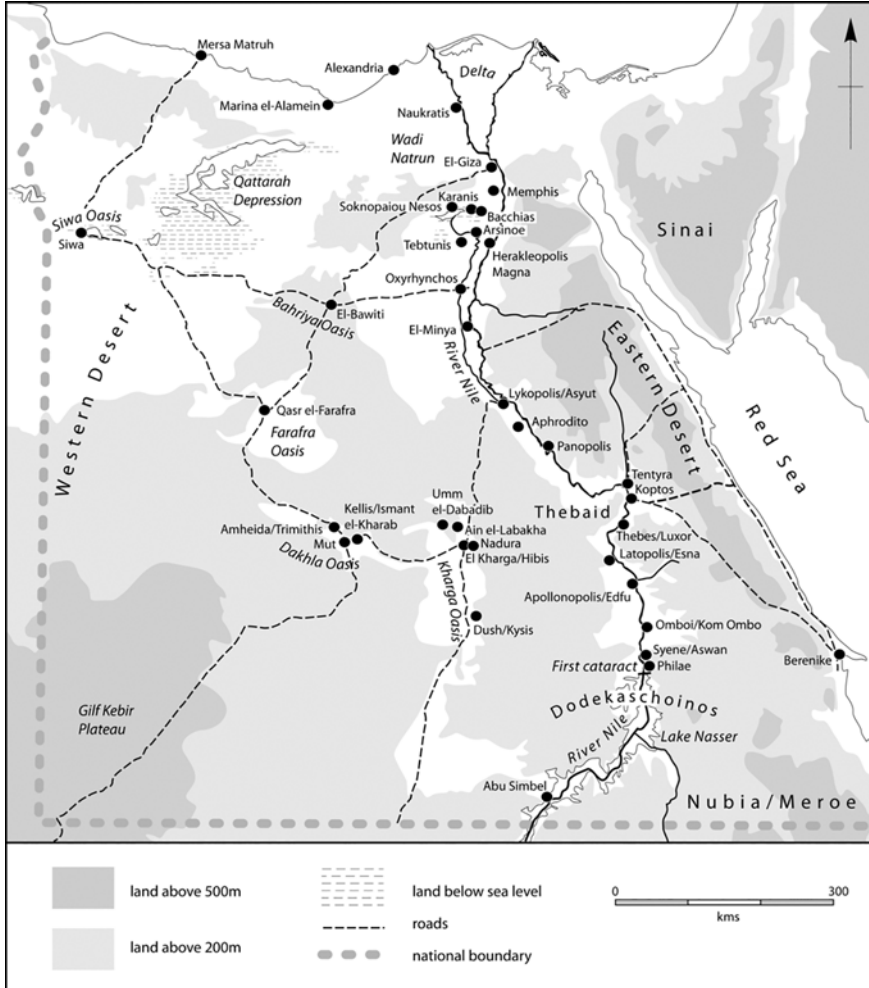 Mersa Matruh
Alexandria
Delta
Marina el-Alamein
Naukratis
Wadi
Natrun
El-Giza
Qattarah
Depression
Memphis
Karanis
Soknopaiou Nesos
Bacchias
Arsinoe
Siwa Oasis
Siwa
Tebtunis
Herakleopolis
Magna
Sinai
Oxyrhynchos
Bahriya Oasis
El-Bawiti
El-Minya
River Nile
Eastern Desert
Western Desert
Red Sea
Qasr el-Farafra
Farafra
Oasis
Lykopolis/Asyut
Aphrodito
Panopolis
Tentyra
Koptos
Thebaid
Umm
el-Dabadib
Kellis/Ismant
el-Kharab
Amheida/Trimithis
Mut
Dakhla Oasis
Ain el-Labakha
Nadura
El Kharga/Hibis
Kharga Oasis
Thebes/Luxor
Latopolis/Esna
Apollonopolis/Edfu
Dush/Kysis
Omboi/Kom Ombo
Syene/Aswan
First cataract
Philae
Berenike
Dodekaschoinos
Gilf Kebir
Plateau
River Nile
Lake Nasser
Abu Simbel
Nubia/Meroe
land above 500m
land above 200m
land below sea level
roads
national boundary
0 300
kms